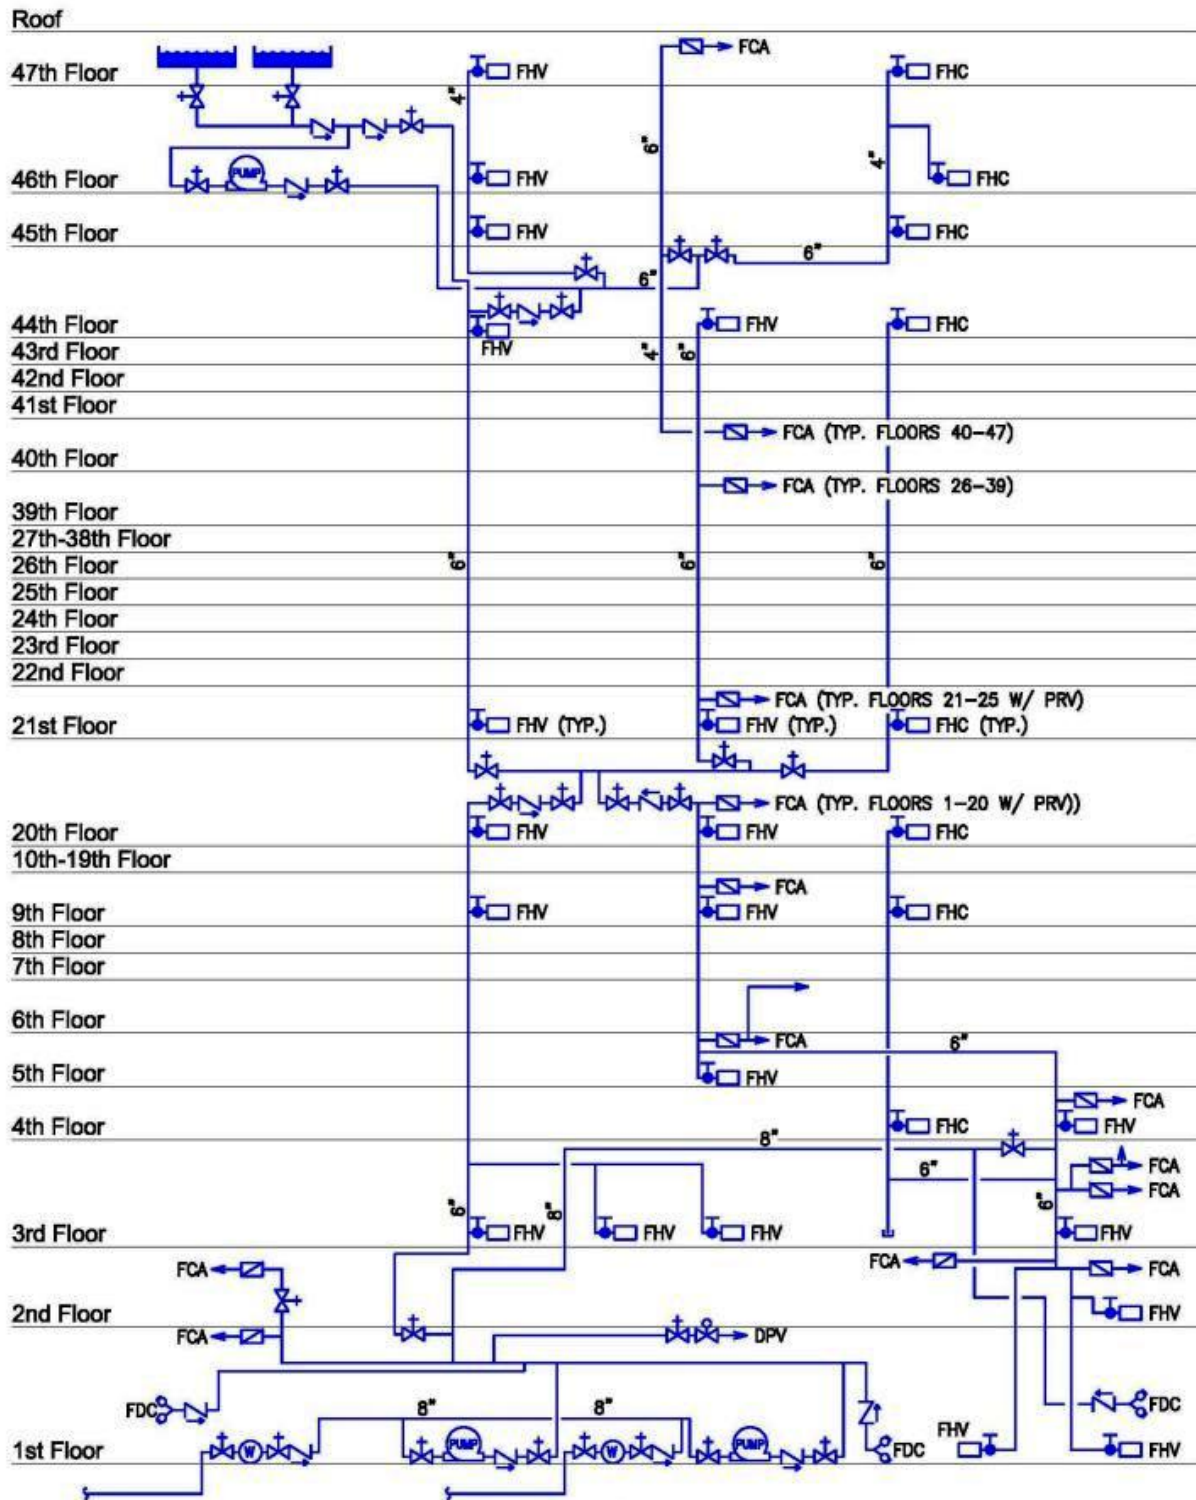 Roof
FCA
47th Floor
FHV
FHC
4"
6"
4"
46th Floor
PUMP
FHV
FHC
45th Floor
FHV
FHC
6"
6"
44th Floor
FHV
FHV
FHC
43rd Floor
4"
6"
42nd Floor
41st Floor
FCA (TYP. FLOORS 40-47)
40th Floor
FCA (TYP. FLOORS 26-39)
39th Floor
27th-38th Floor
26th Floor
6"
6"
6"
25th Floor
24th Floor
23rd Floor
22nd Floor
FCA (TYP. FLOORS 21-25 W/ PRV)
21st Floor
FHV (TYP.)
FHV (TYP.)
FHC (TYP.)
FCA (TYP. FLOORS 1-20 W/ PRV))
20th Floor
FHV
FHV
FHC
10th-19th Floor
FCA
9th Floor
FHV
FHV
FHC
8th Floor
7th Floor
6th Floor
FCA
6"
5th Floor
FHV
FCA
4th Floor
FHC
FHV
8"
FCA
6"
FCA
6"
8"
6"
3rd Floor
FHV
FHV
FHV
FHV
FCA
FCA
FCA
2nd Floor
FHV
FCA
DPV
FDC
8"
8"
FDC
FHV
1st Floor
W
PUMP
W
PUMP
FDC
FHV